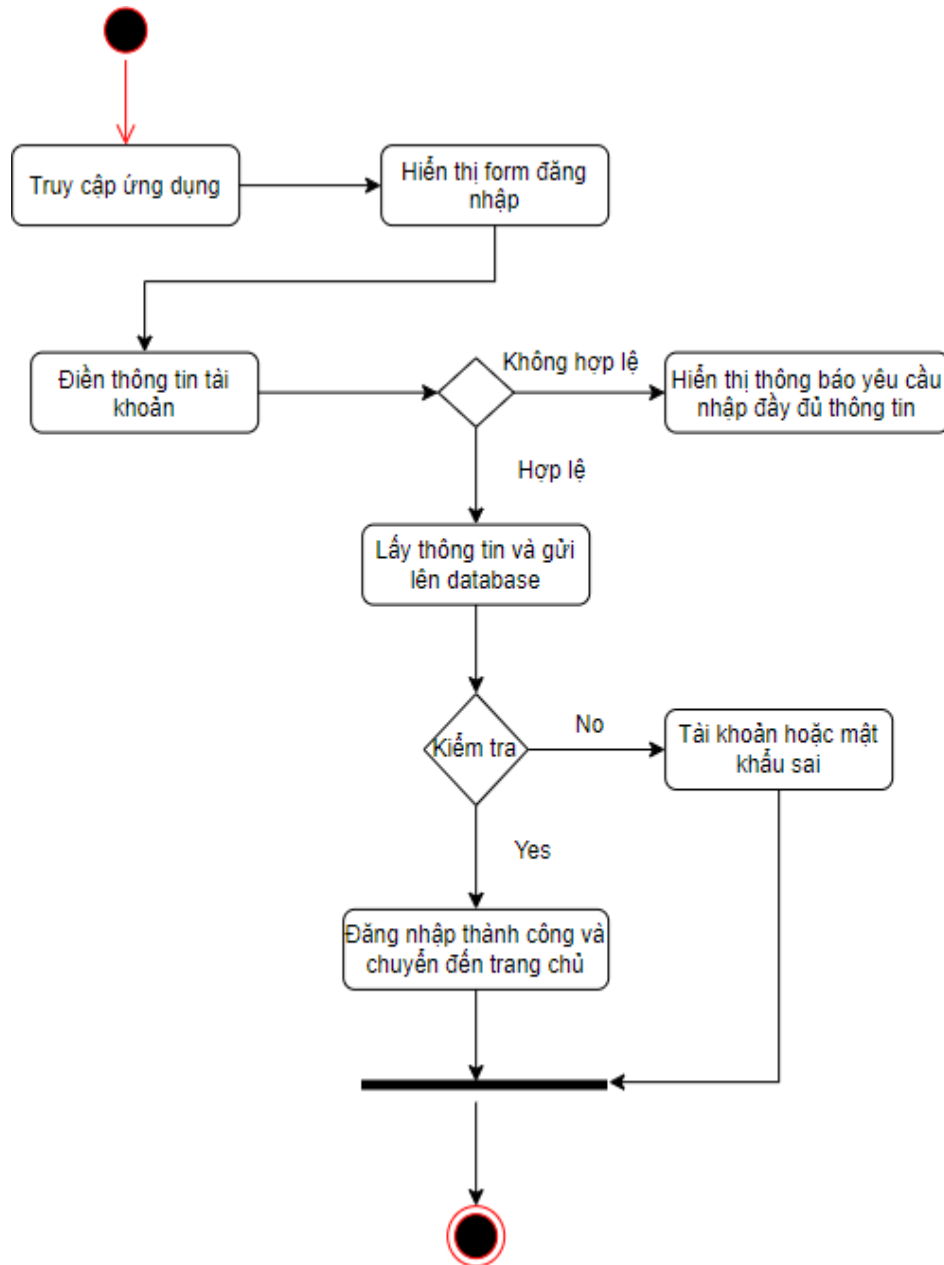 Truy cập ứng dụng
Hiển thị form đăng
nhập
Điền thông tin tài
khoản
Không hợp lệ
Hiển thị thông báo yêu cầu
nhập đầy đủ thông tin
Hợp lệ
Lấy thông tin và gửi
lên database
Kiểm tra
No
Tài khoản hoặc mật
khẩu sai
Yes
Đăng nhập thành công và
chuyển đến trang chủ